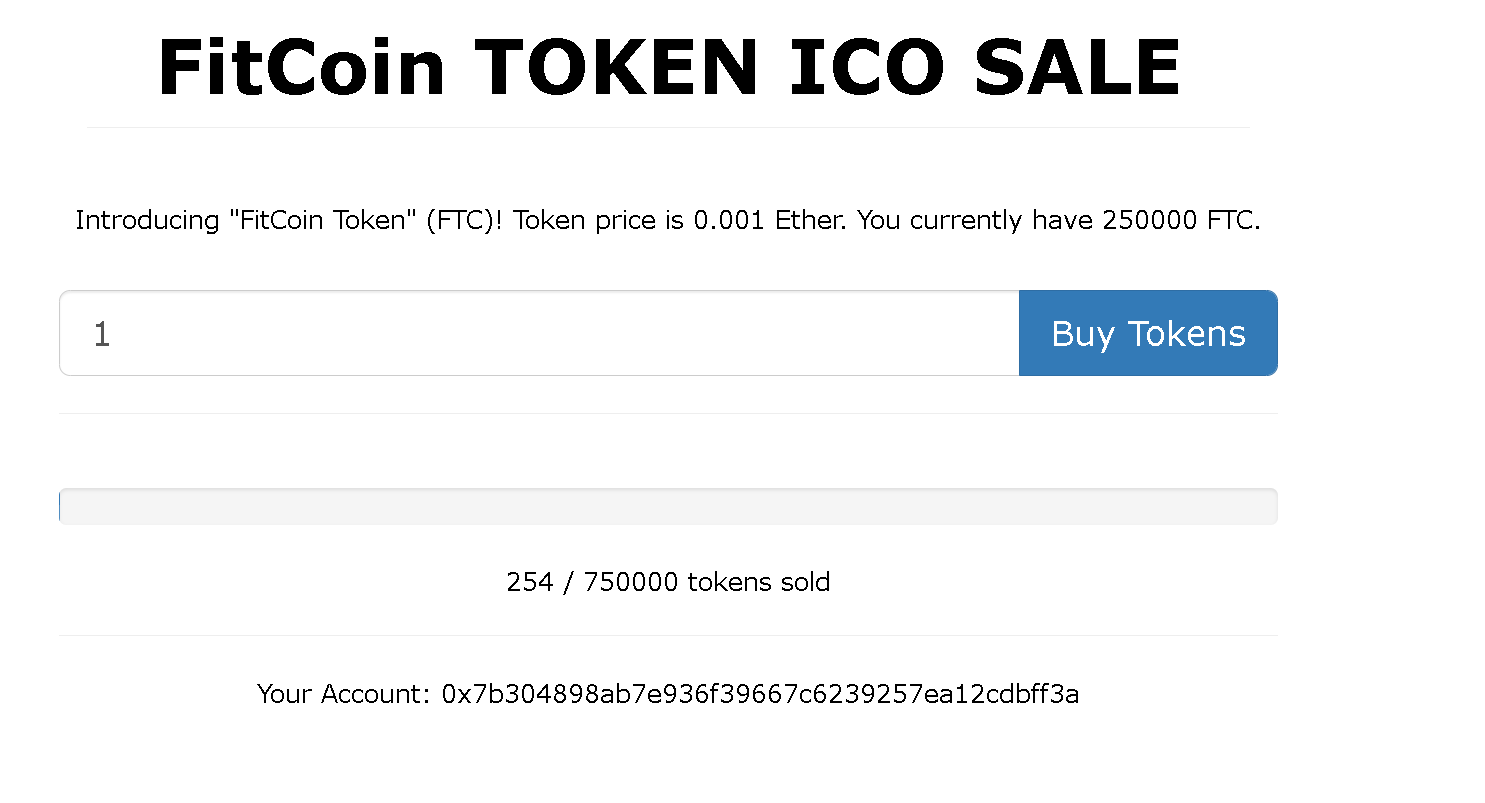 FitCoin TOKEN ICO SALE
Introducing "FitCoin Token" (FTC)! Token price is 0.001 Ether. You currently have 250000 FTC.
1
Buy Tokens
254 / 750000 tokens sold
Your Account: 0x7b304898ab7e936f39667c6239257ea12cdbff3a